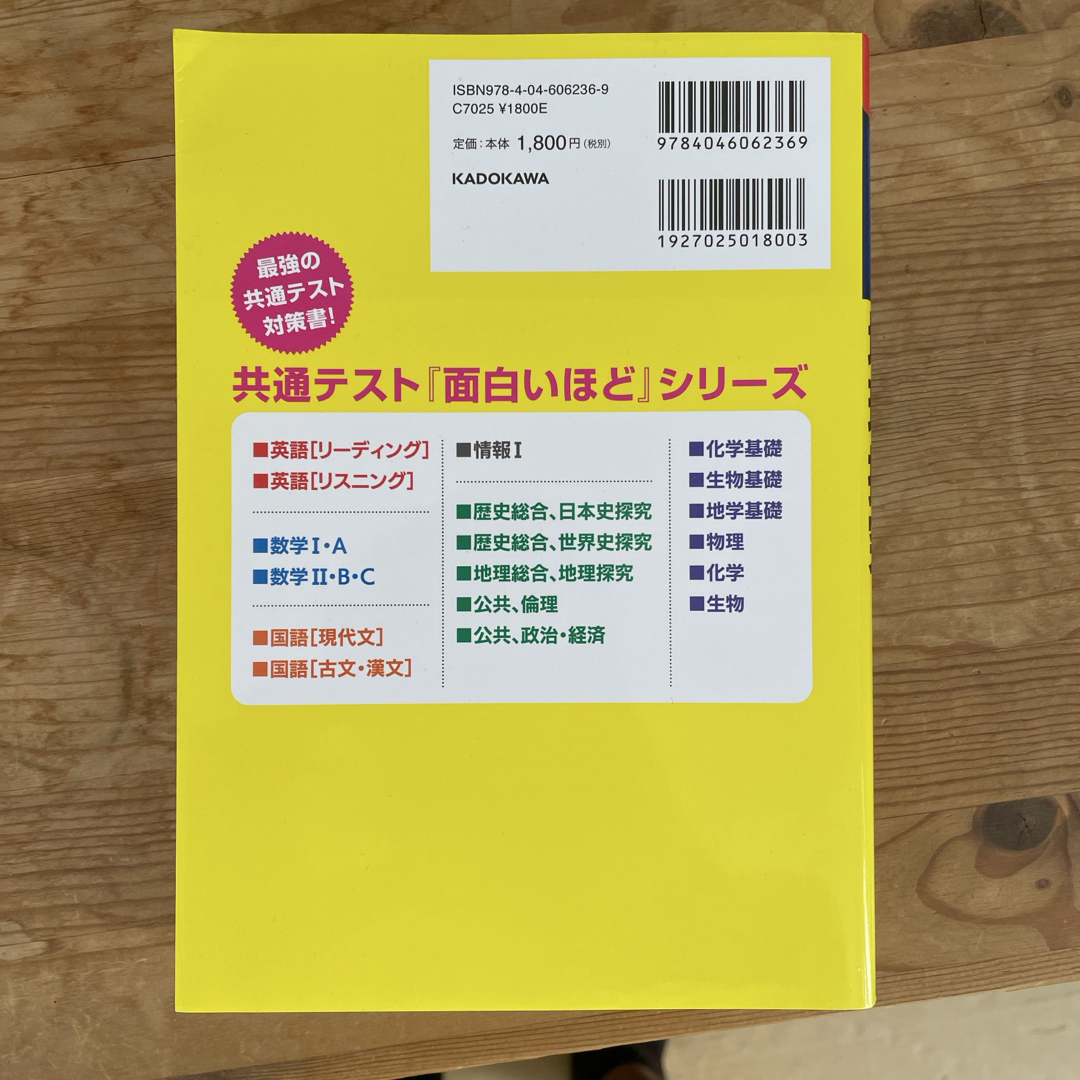 ISBN978-4-04-606236-9
C7025 ¥1800E
定価：本体 1,800円（税別）
KADOKAWA
9784046062369
1927025018003
最強の
共通テスト
対策書！
共通テスト『面白いほど』シリーズ
■英語［リーディング］
■英語［リスニング］
■数学Ⅰ・A
■数学Ⅱ・B・C
■国語［現代文］
■国語［古文・漢文］
■情報Ⅰ
■歴史総合、日本史探究
■歴史総合、世界史探究
■地理総合、地理探究
■公共、倫理
■公共、政治・経済
■化学基礎
■生物基礎
■地学基礎
■物理
■化学
■生物